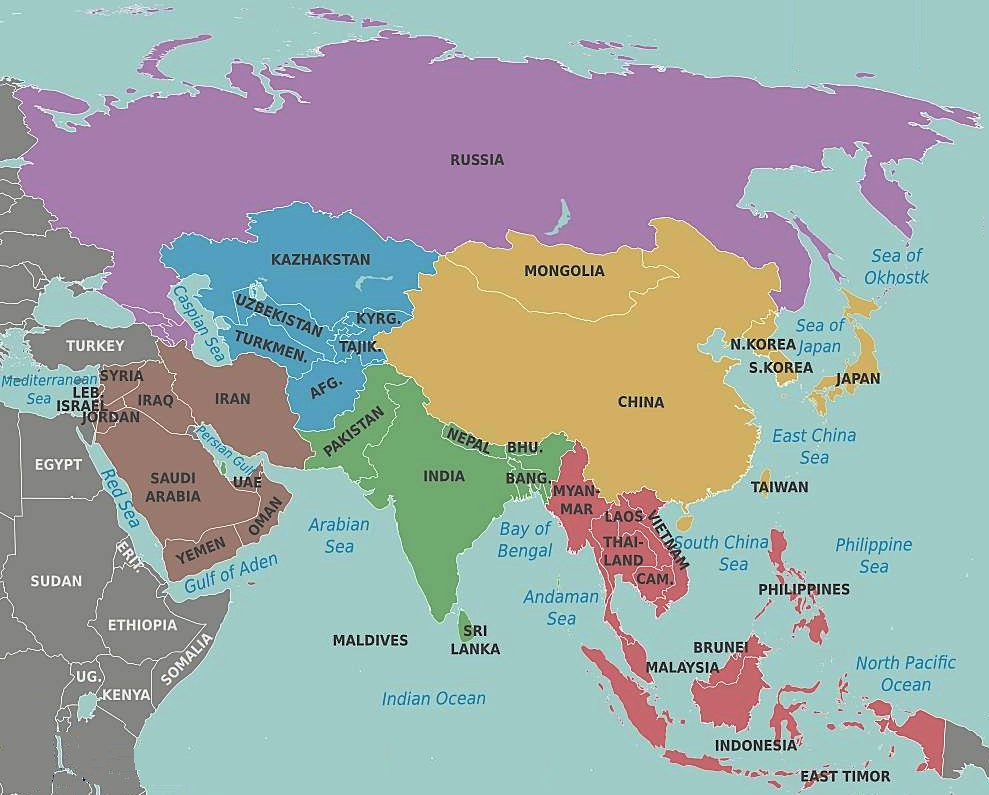 RUSSIA
Sea of
Okhostk
KAZHAKSTAN
MONGOLIA
Caspian Sea
UZBEKISTAN
KYRG.
TURKMEN.
TAJIK.
Sea of
Japan
N.KOREA
S.KOREA
JAPAN
TURKEY
Mediterranean
Sea
SYRIA
LEB.
ISRAEL
JORDAN
IRAQ
IRAN
AFG.
PAKISTAN
CHINA
East China
Sea
EGYPT
Persian Gulf
NEPAL
BHU.
SAUDI
ARABIA
UAE
INDIA
BANG.
MYAN-
MAR
TAIWAN
Red Sea
OMAN
Arabian
Sea
Bay of
Bengal
LAOS
VIETNAM
South China
Sea
Philippine
Sea
THAI-
LAND
YEMEN
ERIT.
Gulf of Aden
CAM.
SUDAN
Andaman
Sea
PHILIPPINES
ETHIOPIA
SOMALIA
MALDIVES
SRI
LANKA
BRUNEI
MALAYSIA
North Pacific
Ocean
UG.
KENYA
Indian Ocean
INDONESIA
EAST TIMOR